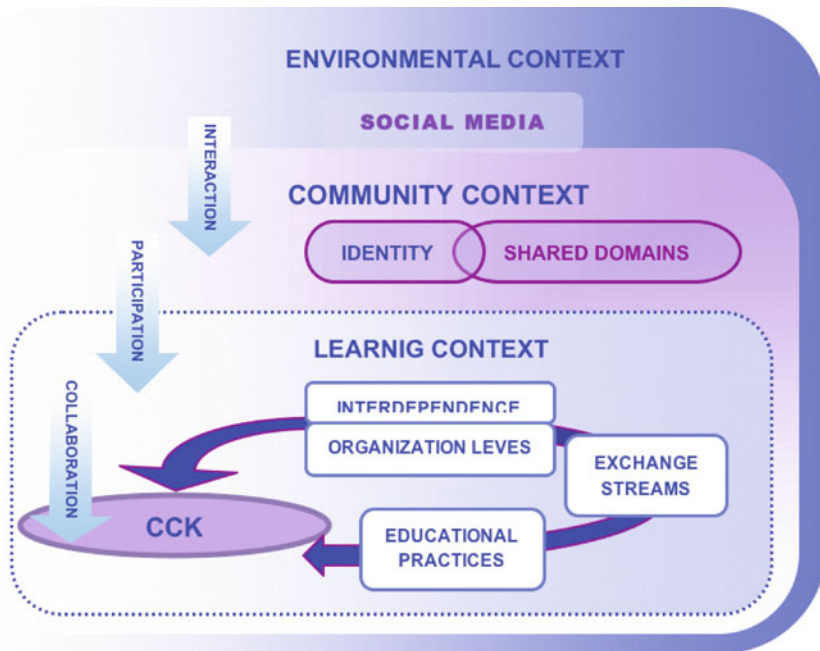 ENVIRONMENTAL CONTEXT
SOCIAL MEDIA
INTERACTION
COMMUNITY CONTEXT
IDENTITY
SHARED DOMAINS
PARTICIPATION
LEARNIG CONTEXT
COLLABORATION
INTERDEPENDENCE
ORGANIZATION LEVES
EXCHANGE
STREAMS
CCK
EDUCATIONAL
PRACTICES